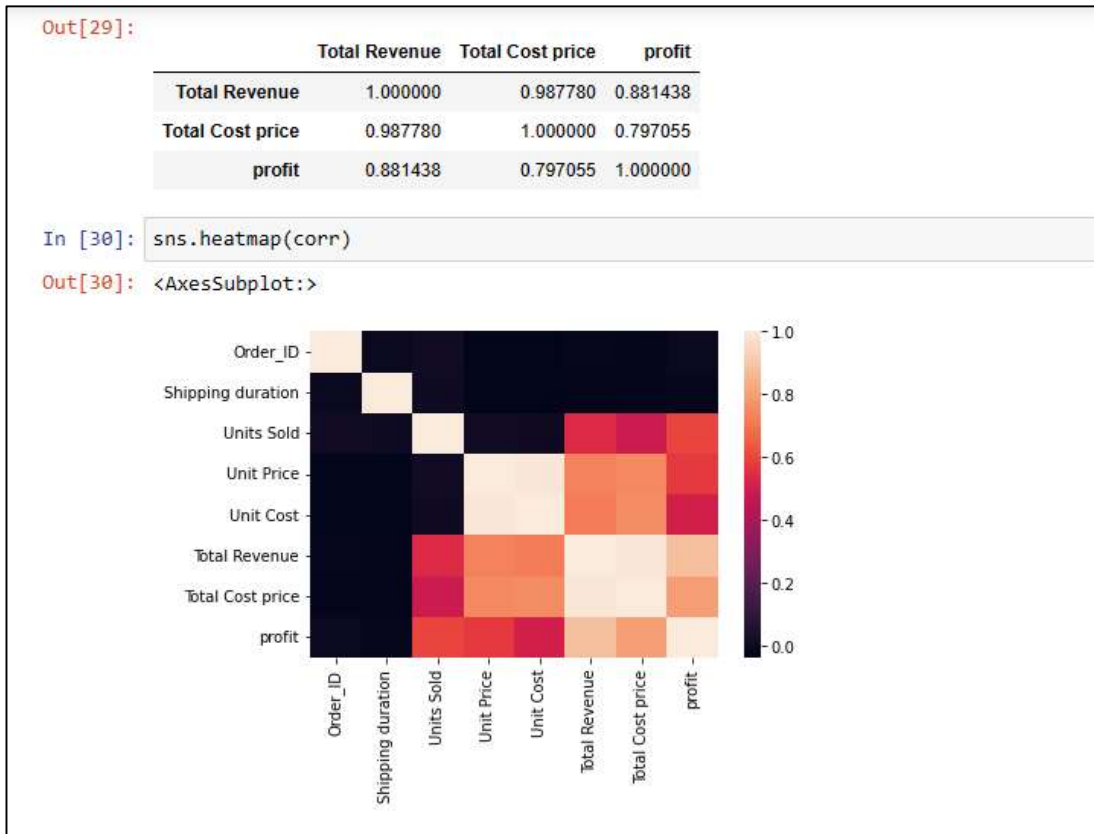 Out[29]:
Total Revenue Total Cost price profit
Total Revenue 1.000000 0.987780 0.881438
Total Cost price 0.987780 1.000000 0.797055
profit 0.881438 0.797055 1.000000
In [30]: sns.heatmap(corr)
Out[30]: <AxesSubplot:>
Order_ID
Shipping duration
Units Sold
Unit Price
Unit Cost
Total Revenue
Total Cost price
profit
1.0
0.8
0.6
0.4
0.2
0.0
Order_ID
Shipping duration
Units Sold
Unit Price
Unit Cost
Total Revenue
Total Cost price
profit